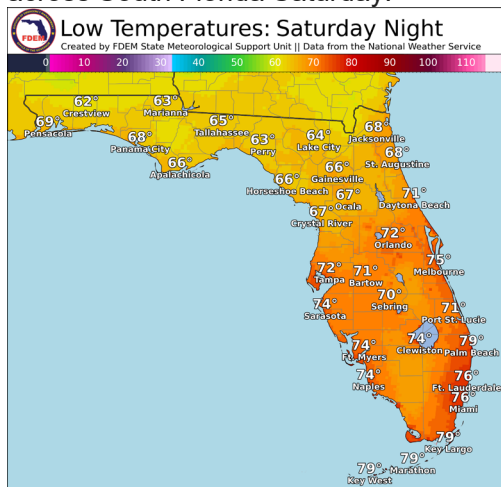 across South Florida Saturday.
FDEM
Low Temperatures: Saturday Night
Created by FDEM State Meteorological Support Unit || Data from the National Weather Service
0 10 20 30 40 50 60 70 80 90 100 110
62°
Crestview
63°
Marianna
69°
Pensacola
65°
Tallahassee
68°
Jacksonville
68°
Panama City
63°
Perry
64°
Lake City
68°
St. Augustine
66°
Apalachicola
66°
Gainesville
66°
Horseshoe Beach
67°
Ocala
71°
Daytona Beach
67°
Crystal River
72°
Orlando
75°
Melbourne
72°
Tampa
71°
Bartow
70°
Sebring
74°
Sarasota
71°
Port St. Lucie
74°
Clewiston
79°
Palm Beach
74°
Ft. Myers
74°
Naples
76°
Ft. Lauderdale
76°
Miami
79°
Key Largo
79°
Marathon
79°
Key West